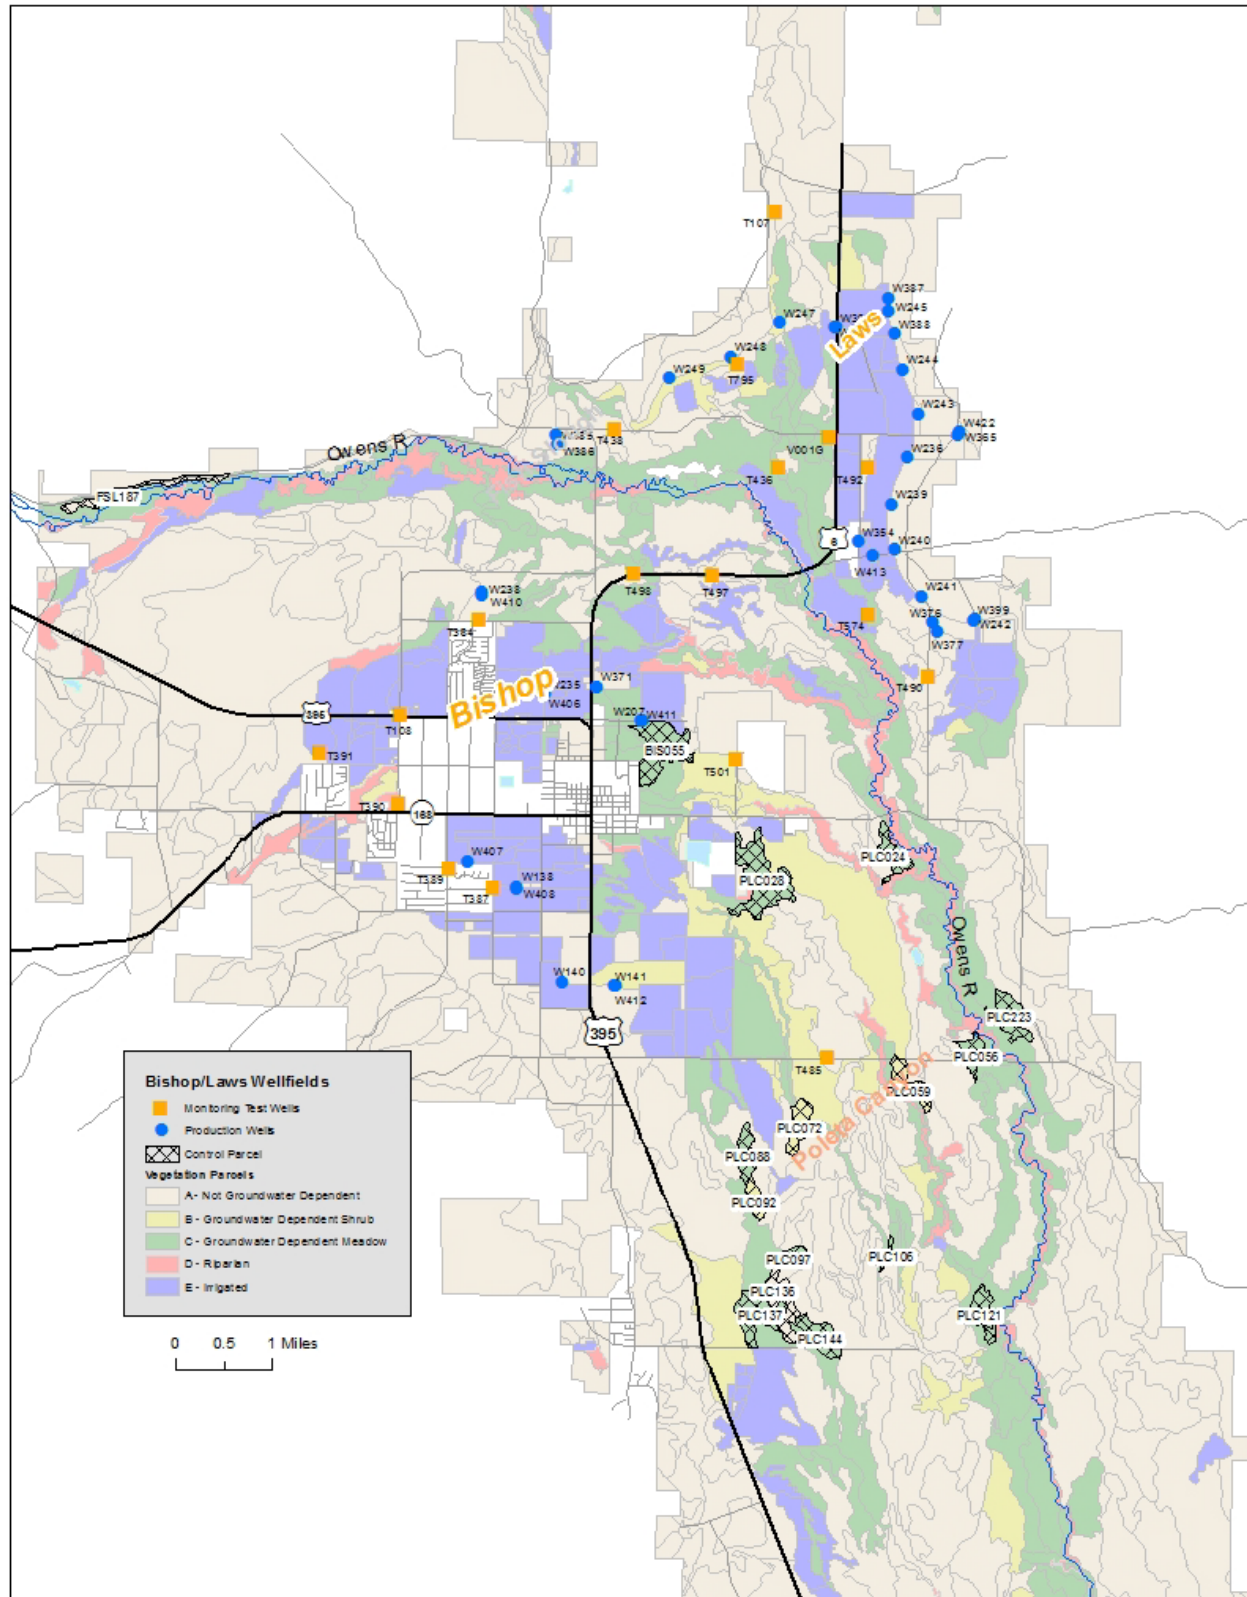 T107
W387
W245
W247
W388
Laws
W248
W244
T795
W249
W243
W422
W365
T438
W386
Owens R
V001G
W236
T436
T492
FSL187
W239
6
W354
W240
W413
T498
T497
W238
W410
W241
W376
W399
W242
T574
T384
W377
Bishop
W371
T490
W406
395
T108
W207
W411
BIS055
T391
T501
T390
168
W407
PLC024
T389
W138
PLC028
T387
W408
Owens R
W140
W141
W412
PLC223
395
PLC056
T485
PLC059
Poleta Canyon
PLC072
PLC088
PLC092
PLC097
PLC106
PLC136
PLC137
PLC121
PLC144
Bishop/Laws Wellfields
Monitoring Test Wells
Production Wells
Control Parcel
Vegetation Parcels
A - Not Groundwater Dependent
B - Groundwater Dependent Shrub
C - Groundwater Dependent Meadow
D - Riparian
E - Irrigated
0 0.5 1 Miles